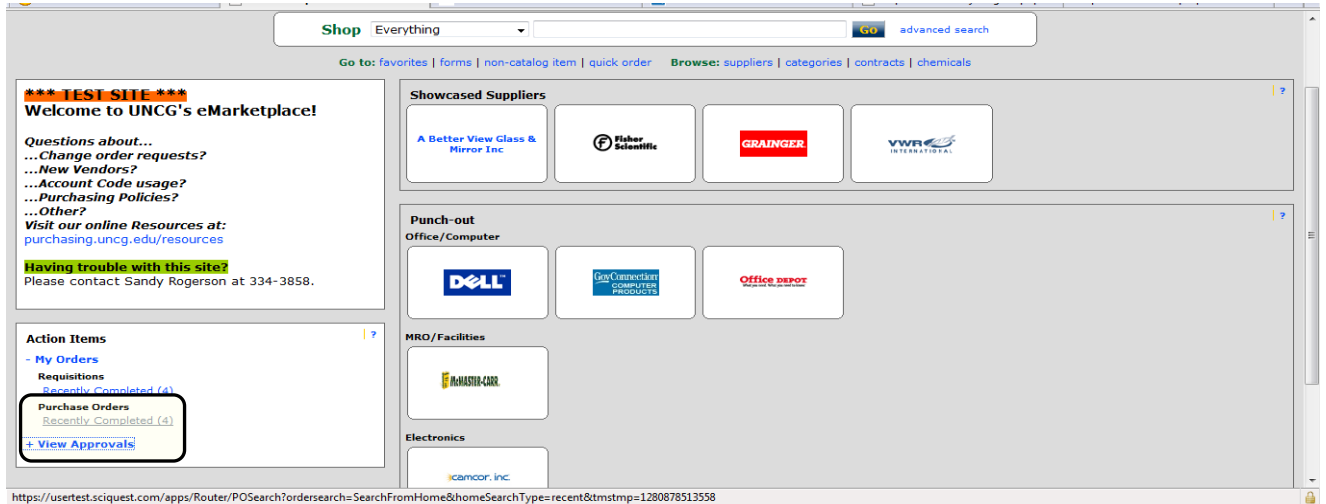 Shop Everything Go advanced search
Go to: favorites | forms | non-catalog item | quick order Browse: suppliers | categories | contracts | chemicals
*** TEST SITE ***
Welcome to UNCG's eMarketplace!
Questions about...
...Change order requests?
...New Vendors?
...Account Code usage?
...Purchasing Policies?
...Other?
Visit our online Resources at:
purchasing.uncg.edu/resources
Having trouble with this site?
Please contact Sandy Rogerson at 334-3858.
Action Items ?
- My Orders
Requisitions
Recently Completed (4)
Purchase Orders
Recently Completed (4)
+ View Approvals
Showcased Suppliers ?
A Better View Glass &
Mirror Inc
Fisher
Scientific
GRAINGER
VWR
INTERNATIONAL
Punch-out ?
Office/Computer
DELL
GovConnection
COMPUTER
PRODUCTS
Office DEPOT
MRO/Facilities
McMASTER-CARR.
Electronics
camcor, inc.
https://usertest.sciquest.com/apps/Router/POSearch?ordersearch=SearchFromHome&homeSearchType=recent&tmstmp=1280878513558